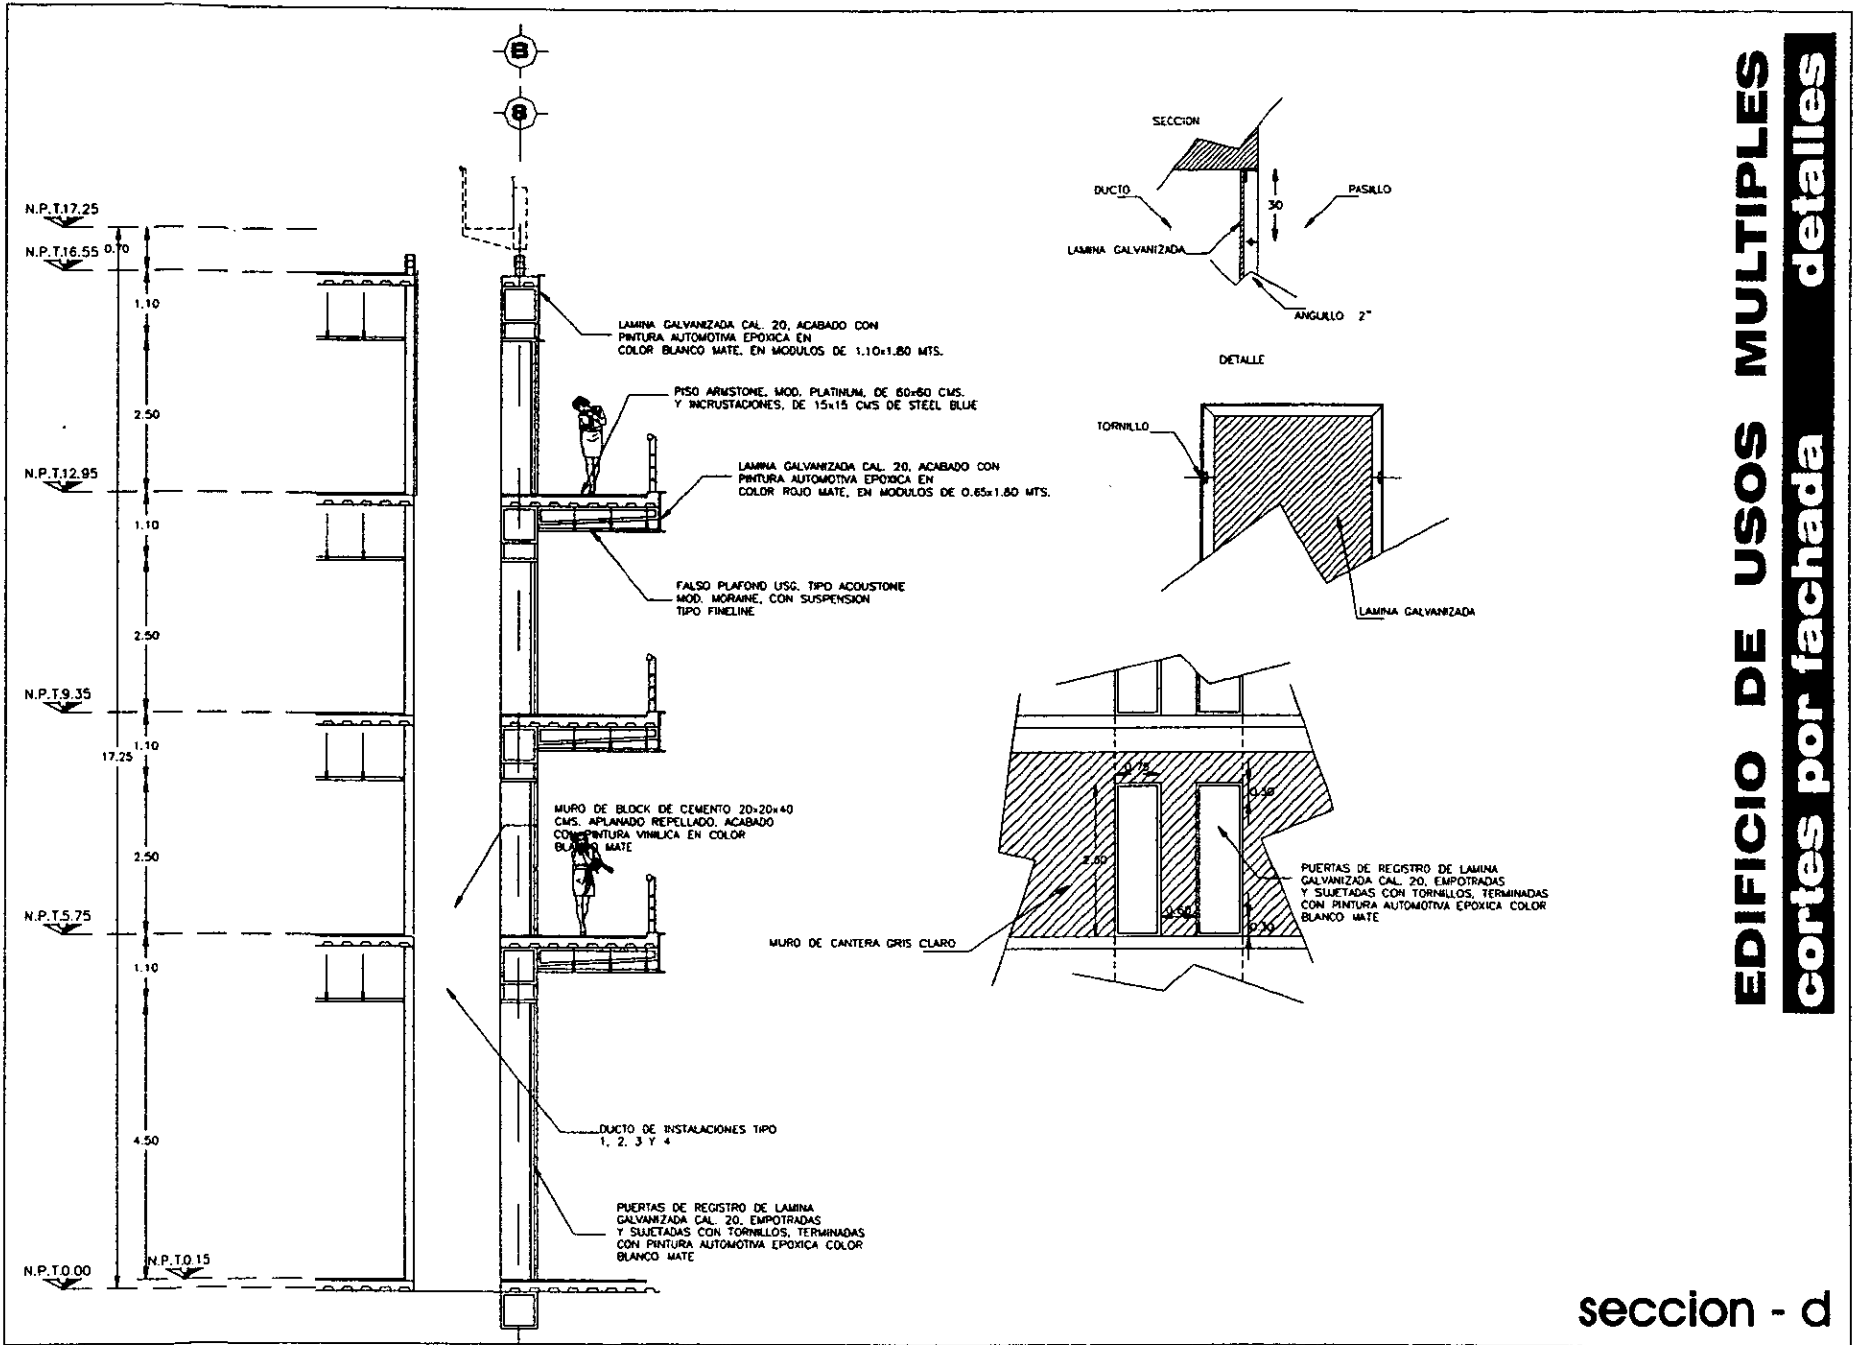 B
8
N.P.T.17.25
0.70
N.P.T.16.55
1.10
2.50
N.P.T.12.95
1.10
2.50
N.P.T.9.35
1.10
17.25
2.50
N.P.T.5.75
1.10
4.50
N.P.T.0.15
N.P.T.0.00
LAMINA GALVANIZADA CAL. 20, ACABADO CON
PINTURA AUTOMOTIVA EPOXICA EN
COLOR BLANCO MATE, EN MODULOS DE 1.10x1.80 MTS.
PISO ARMSTONE, MOD. PLATINUM, DE 60x60 CMS.
Y INCRUSTACIONES, DE 15x15 CMS DE STEEL BLUE
LAMINA GALVANIZADA CAL. 20, ACABADO CON
PINTURA AUTOMOTIVA EPOXICA EN
COLOR ROJO MATE, EN MODULOS DE 0.65x1.80 MTS.
FALSO PLAFOND USG. TIPO ACOUSTONE
MOD. MORAINE, CON SUSPENSION
TIPO FINELINE
MURO DE BLOCK DE CEMENTO 20x20x40
CMS. APLANADO REPELLADO, ACABADO
CON PINTURA VINILICA EN COLOR
BLANCO MATE
DUCTO DE INSTALACIONES TIPO
1, 2, 3 Y 4
PUERTAS DE REGISTRO DE LAMINA
GALVANIZADA CAL. 20, EMPOTRADAS
Y SUJETADAS CON TORNILLOS, TERMINADAS
CON PINTURA AUTOMOTIVA EPOXICA COLOR
BLANCO MATE
SECCION
DUCTO
PASILLO
30
LAMINA GALVANIZADA
ANGULLO 2"
DETALLE
TORNILLO
LAMINA GALVANIZADA
0.75
0.30
2.50
0.60
0.30
PUERTAS DE REGISTRO DE LAMINA
GALVANIZADA CAL. 20, EMPOTRADAS
Y SUJETADAS CON TORNILLOS, TERMINADAS
CON PINTURA AUTOMOTIVA EPOXICA COLOR
BLANCO MATE
MURO DE CANTERA GRIS CLARO
EDIFICIO DE USOS MULTIPLES
cortes por fachada detalles
seccion - d